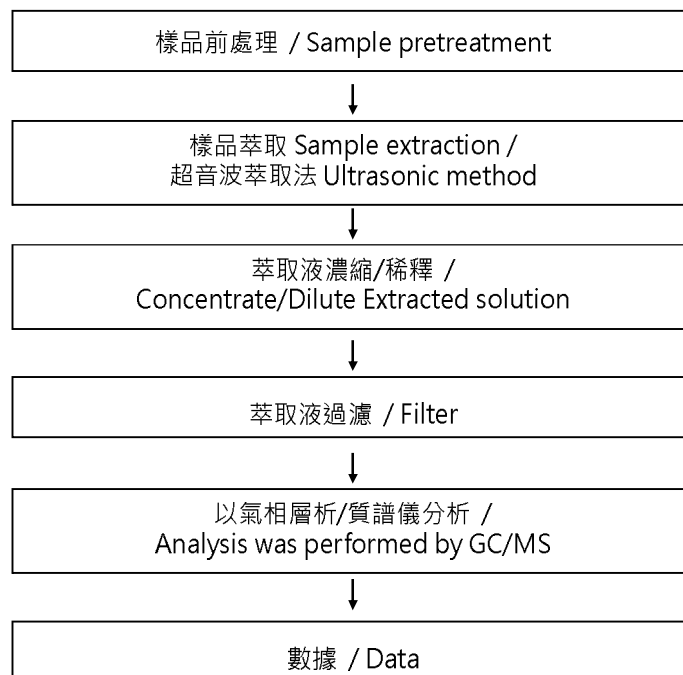 樣品前處理 / Sample pretreatment
樣品萃取 Sample extraction /
超音波萃取法 Ultrasonic method
萃取液濃縮/稀釋 /
Concentrate/Dilute Extracted solution
萃取液過濾 / Filter
以氣相層析/質譜儀分析 /
Analysis was performed by GC/MS
數據 / Data